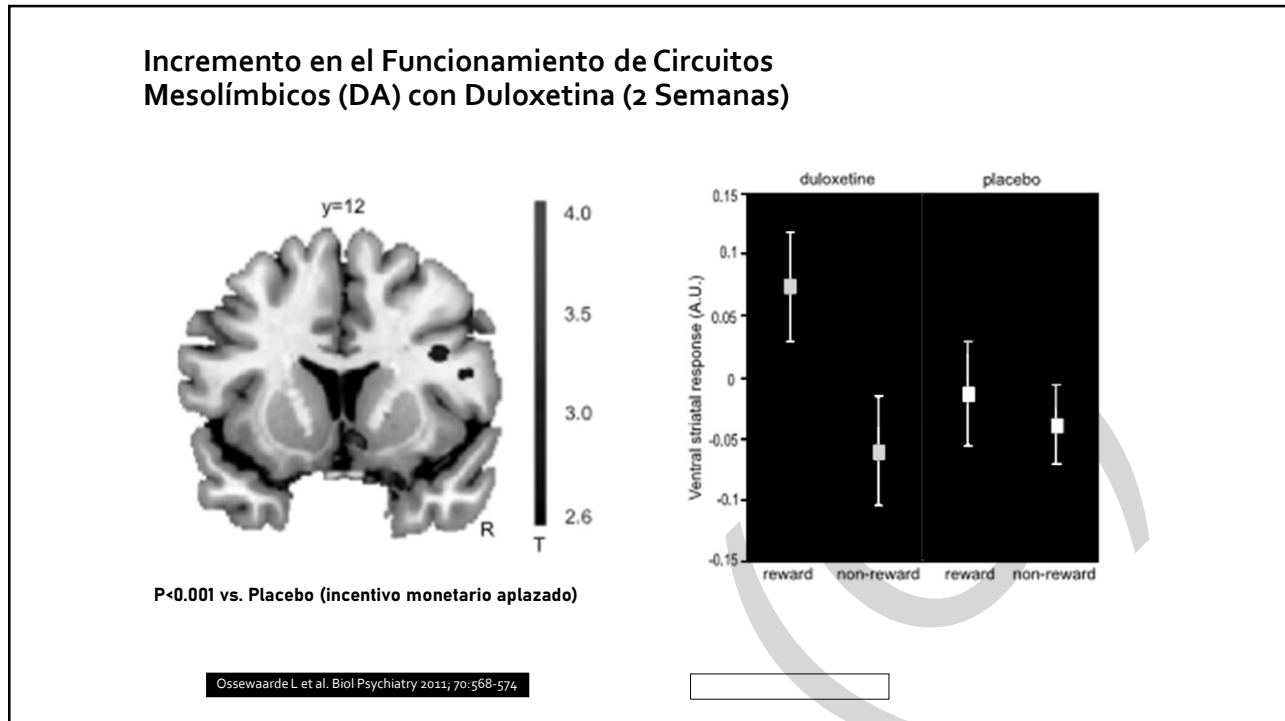 Incremento en el Funcionamiento de Circuitos
Mesolímbicos (DA) con Duloxetina (2 Semanas)
y=12
4.0
3.5
3.0
2.6
R
T
P<0.001 vs. Placebo (incentivo monetario aplazado)
duloxetine
placebo
Ventral striatal response (A.U.)
0.15
0.1
0.05
0
-0.05
-0.1
-0.15
reward
non-reward
reward
non-reward
Ossewaarde L et al. Biol Psychiatry 2011; 70:568-574